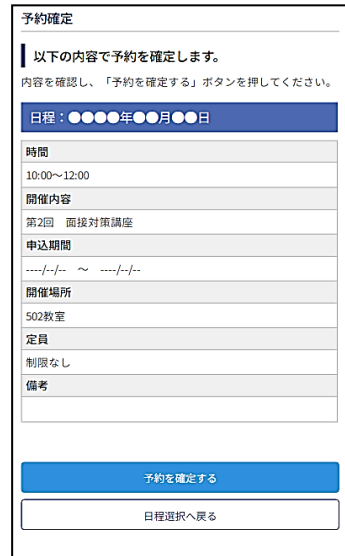 予約確定
以下の内容で予約を確定します。
内容を確認し、「予約を確定する」ボタンを押してください。
日程：●●●●年●●月●●日
時間
10:00～12:00
開催内容
第2回　面接対策講座
申込期間
----/--/--　～　----/--/--
開催場所
502教室
定員
制限なし
備考
予約を確定する
日程選択へ戻る